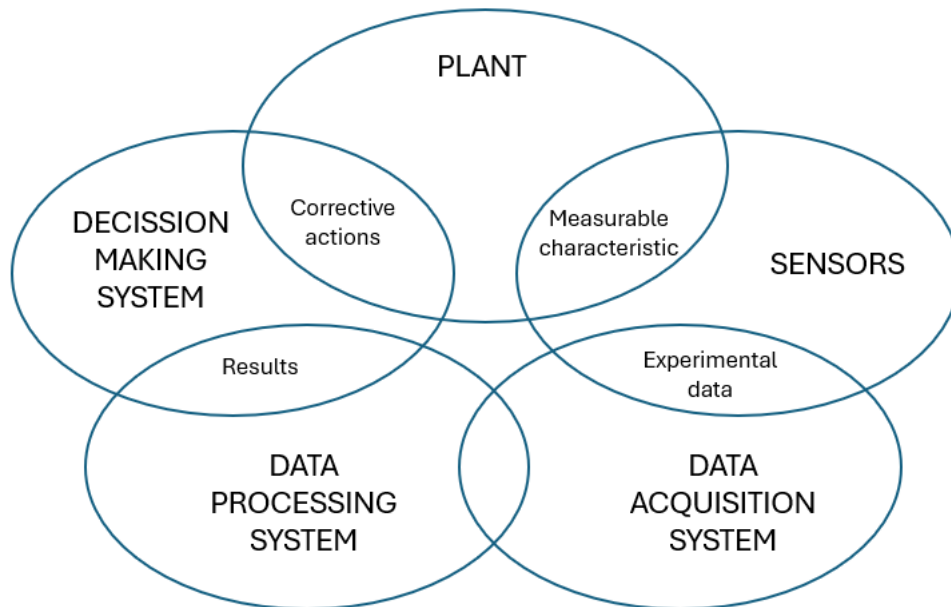 PLANT
Corrective
actions
Measurable
characteristic
DECISSION
MAKING
SYSTEM
SENSORS
Results
Experimental
data
DATA
PROCESSING
SYSTEM
DATA
ACQUISITION
SYSTEM